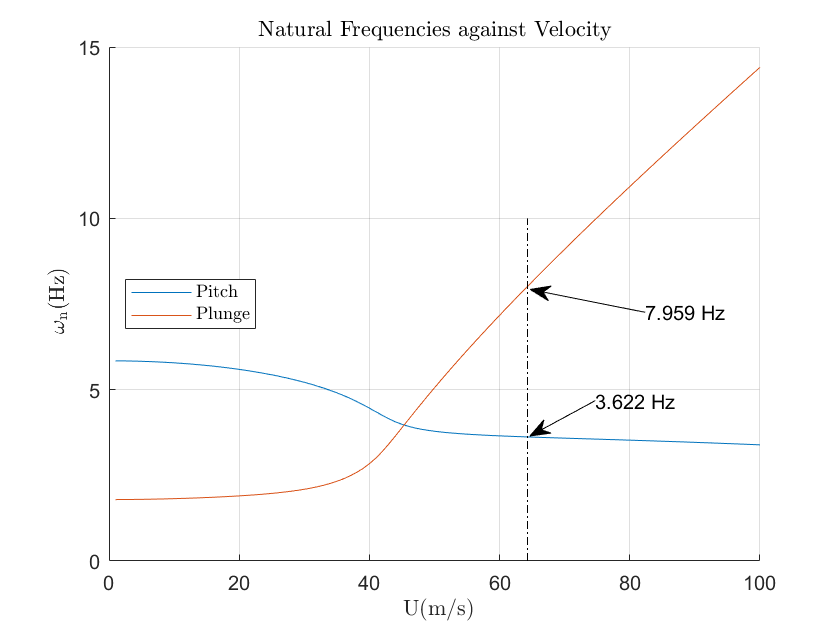 Natural Frequencies against Velocity
15
10
5
0
ωn(Hz)
Pitch
Plunge
7.959 Hz
3.622 Hz
0 20 40 60 80 100
U(m/s)